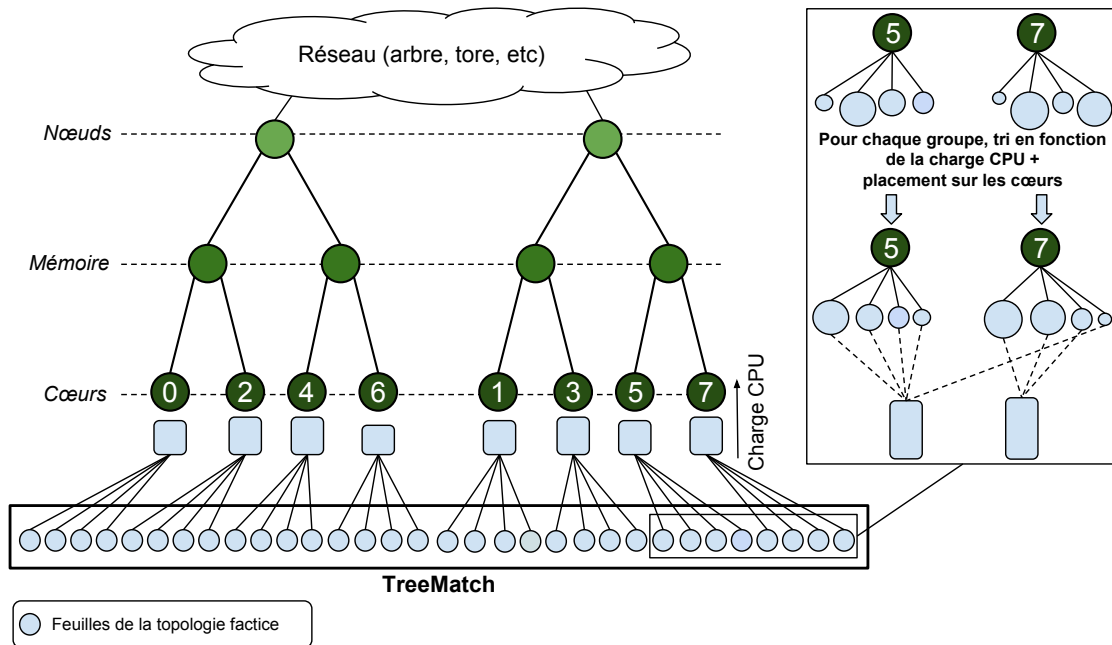 Réseau (arbre, tore, etc)
Nœuds
Mémoire
Cœurs
0
2
4
6
1
3
5
7
Charge CPU
TreeMatch
Feuilles de la topologie factice
5
7
Pour chaque groupe, tri en fonction
de la charge CPU +
placement sur les cœurs
5
7